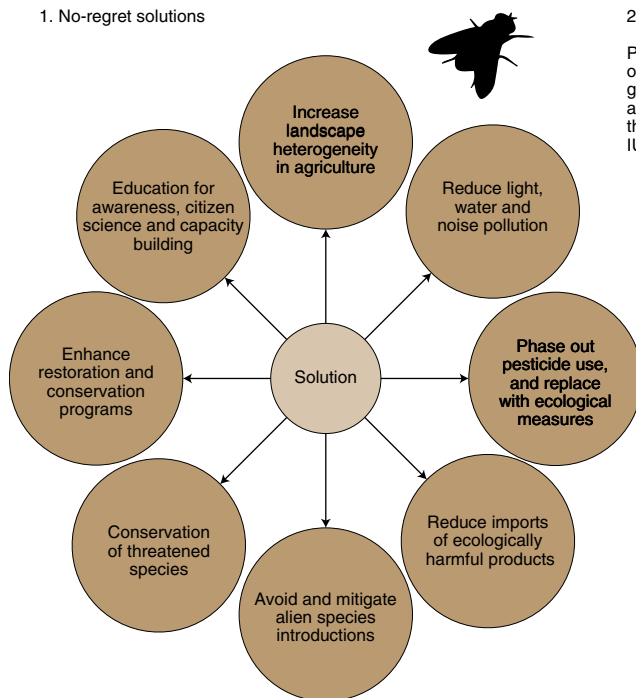 1. No-regret solutions
Increase
landscape
heterogeneity
in agriculture
Reduce light,
water and
noise pollution
Phase out
pesticide use,
and replace
with ecological
measures
Reduce imports
of ecologically
harmful products
Avoid and mitigate
alien species
introductions
Conservation
of threatened
species
Enhance
restoration and
conservation
programs
Education for
awareness, citizen
science and capacity
building
Solution
2
P
o
g
a
th
IU